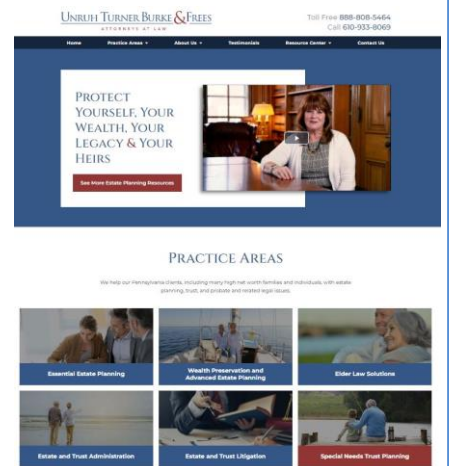 UNRUH TURNER BURKE & FREES
ATTORNEYS AT LAW
Toll Free 888-808-5464
Call 610-933-8069
Home Practice Areas About Us Testimonials Resource Center Contact Us
PROTECT
YOURSELF, YOUR
WEALTH, YOUR
LEGACY & YOUR
HEIRS
See More Estate Planning Resources
PRACTICE AREAS
We help our Pennsylvania clients, including many high net worth families and individuals, with estate
planning, trust, and probate and related legal issues.
Essential Estate Planning
Wealth Preservation and
Advanced Estate Planning
Elder Law Solutions
Estate and Trust Administration
Estate and Trust Litigation
Special Needs Trust Planning